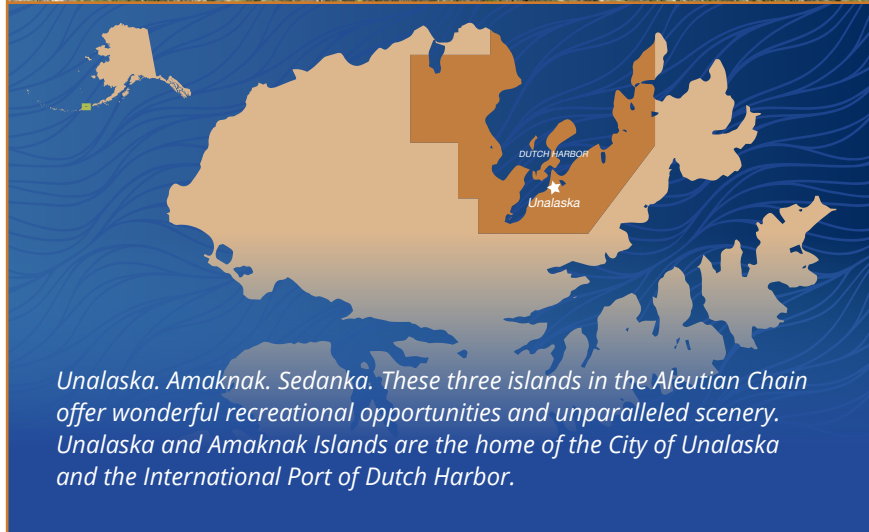 DUTCH HARBOR
Unalaska
Unalaska. Amaknak. Sedanka. These three islands in the Aleutian Chain
offer wonderful recreational opportunities and unparalleled scenery.
Unalaska and Amaknak Islands are the home of the City of Unalaska
and the International Port of Dutch Harbor.